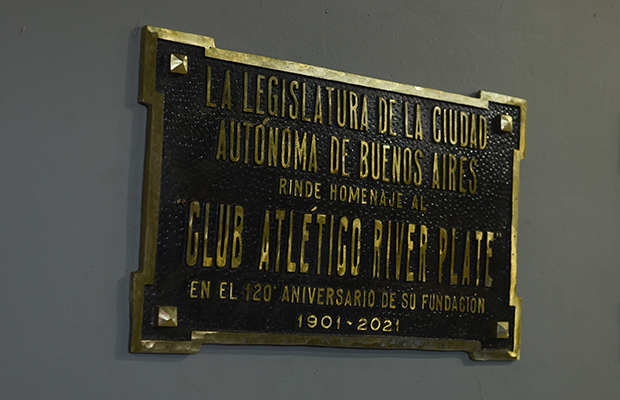 LA LEGISLATURA DE LA CIUDAD
AUTÓNOMA DE BUENOS AIRES
RINDE HOMENAJE AL
"CLUB ATLÉTICO RIVER PLATE"
EN EL 120° ANIVERSARIO DE SU FUNDACIÓN
1901-2021